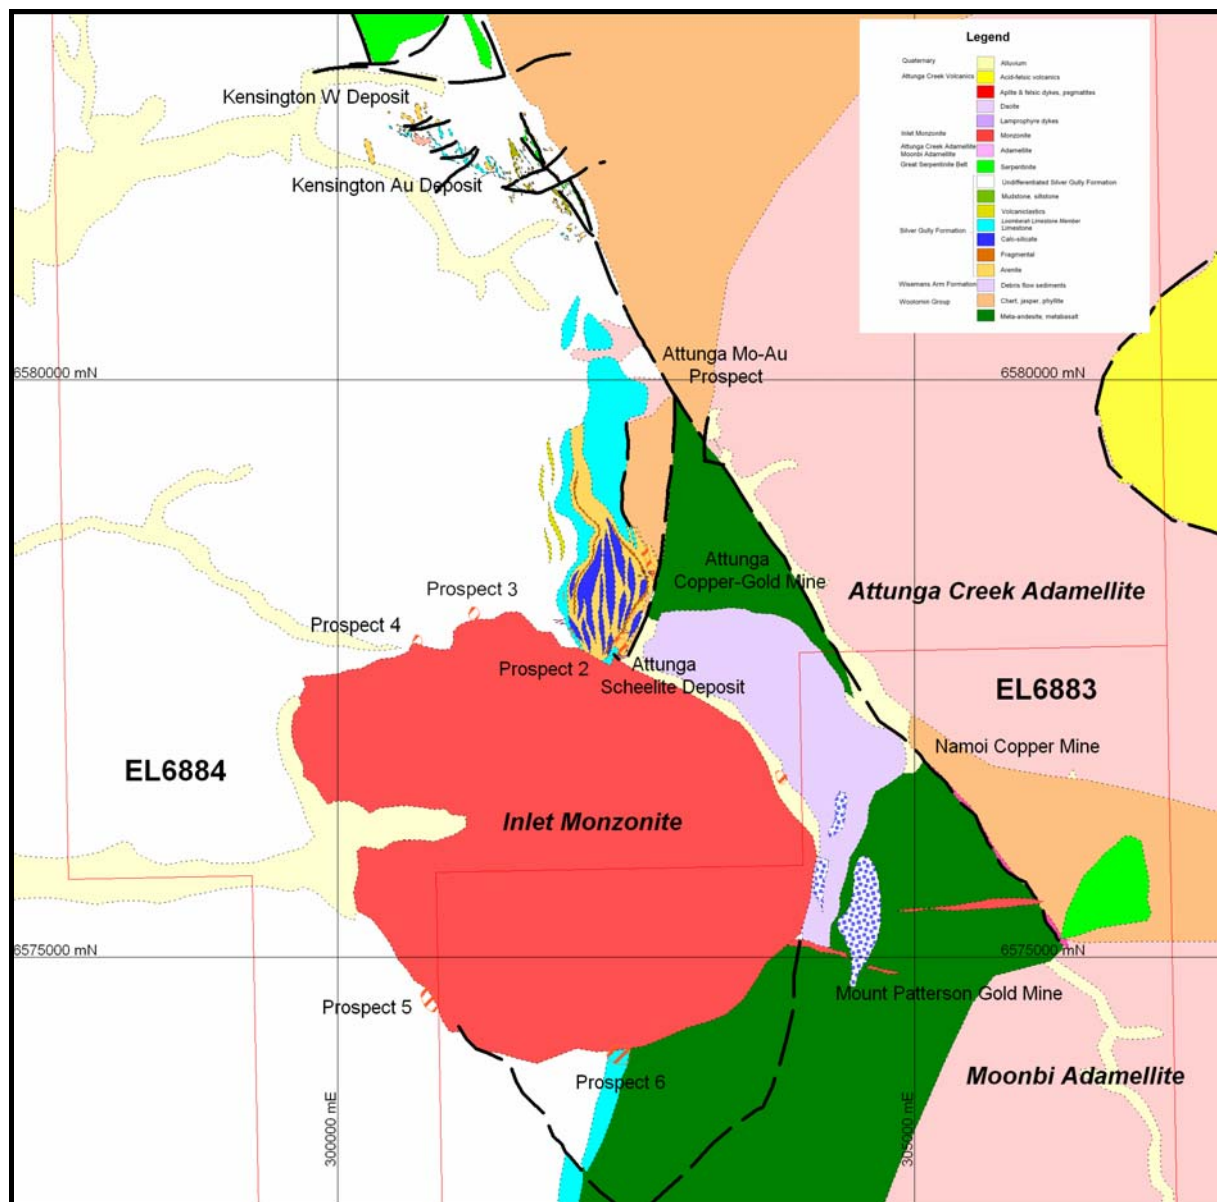 Legend
Quaternary
Alluvium
Attunga Creek Volcanics
Acid-felsic volcanics
Aplite & felsic dykes, pegmatites
Dacite
Lamprophyre dykes
Inlet Monzonite
Monzonite
Attunga Creek Adamellite
Moonbi Adamellite
Adamellite
Great Serpentinite Belt
Serpentinite
Undifferentiated Silver Gully Formation
Mudstone, siltstone
Volcaniclastics
Loomberah Limestone Member
Limestone
Silver Gully Formation
Calc-silicate
Fragmental
Arenite
Wisemans Arm Formation
Debris flow sediments
Woolomin Group
Chert, jasper, phyllite
Meta-andesite, metabasalt
Kensington W Deposit
Kensington Au Deposit
Attunga Mo-Au
Prospect
6580000 mN
6580000 mN
Attunga
Copper-Gold Mine
Attunga Creek Adamellite
Prospect 3
Prospect 4
Prospect 2
Attunga
Scheelite Deposit
EL6883
Namoi Copper Mine
EL6884
Inlet Monzonite
6575000 mN
6575000 mN
Mount Patterson Gold Mine
Prospect 5
Prospect 6
Moonbi Adamellite
300000 mE
305000 mE